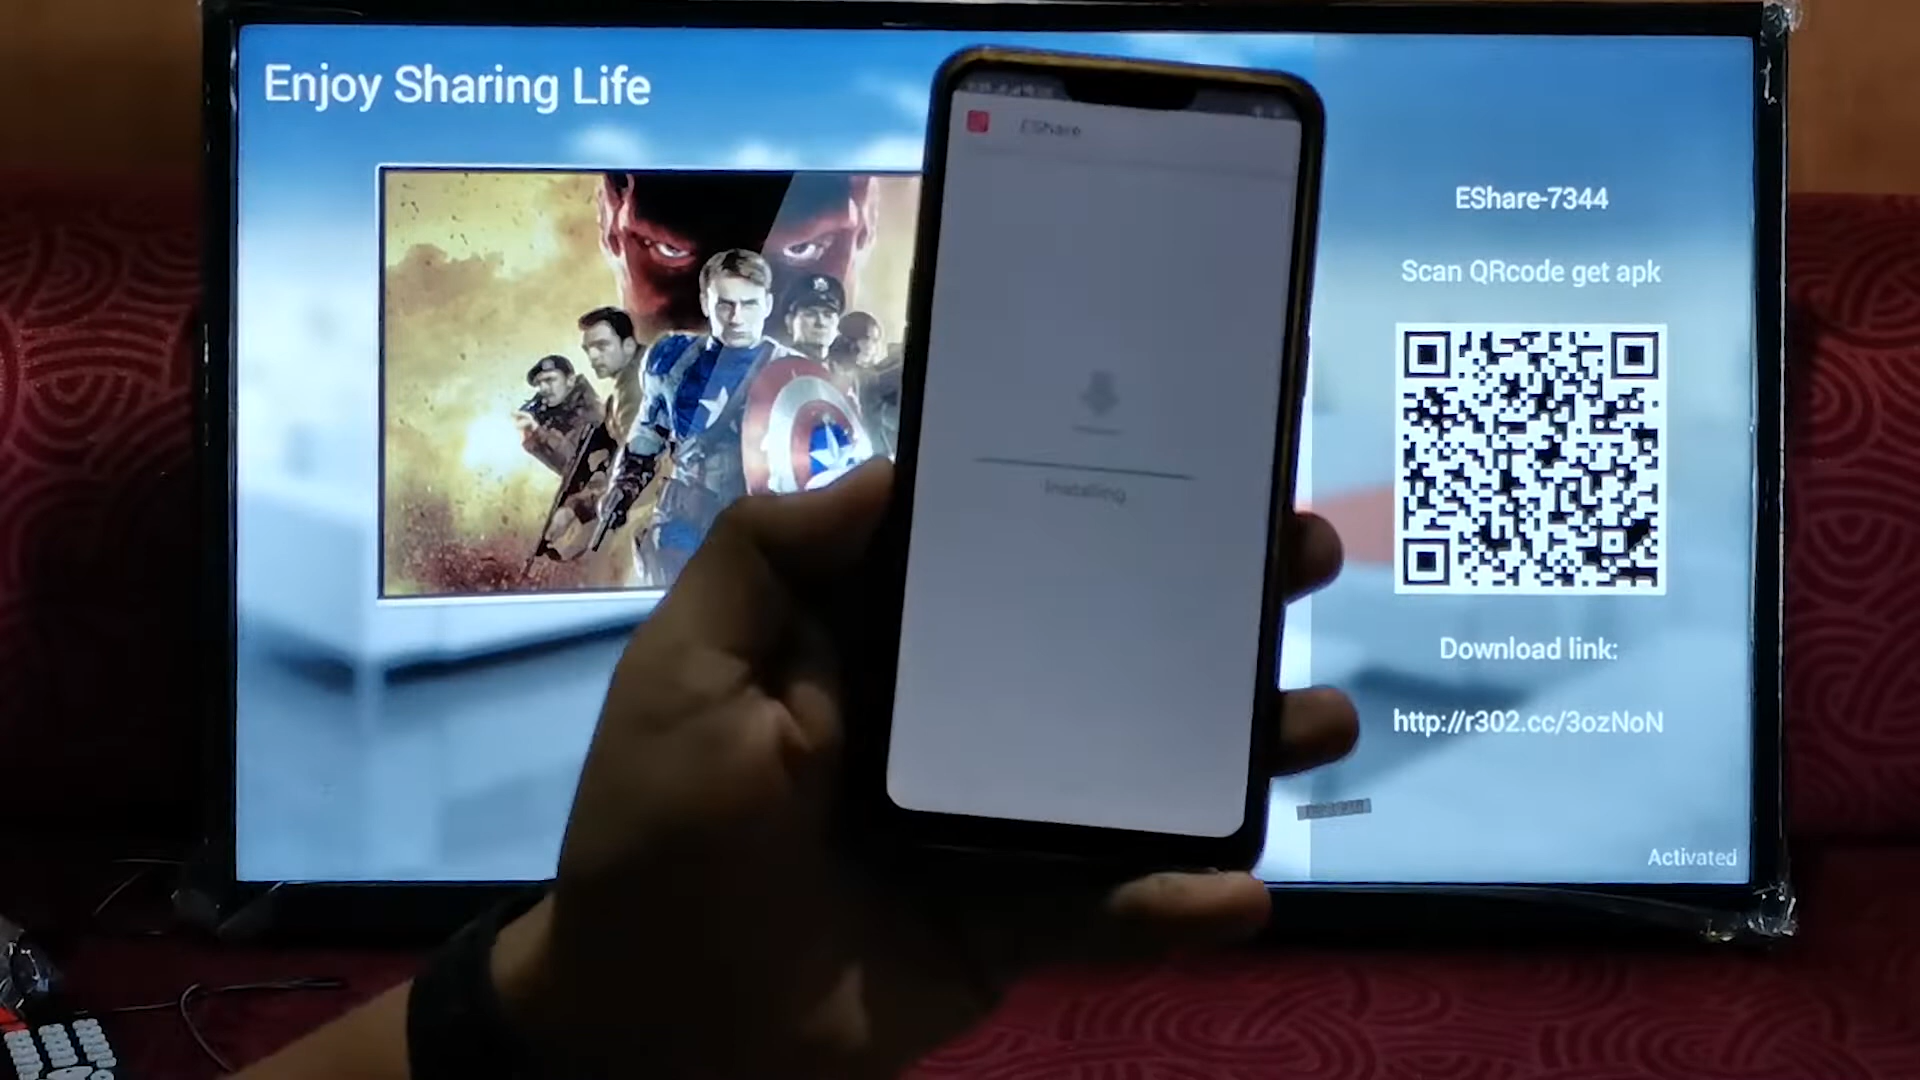 Enjoy Sharing Life
EShare
Installing
EShare-7344
Scan QRcode get apk
Download link:
http://r302.cc/3ozNoN
Activated